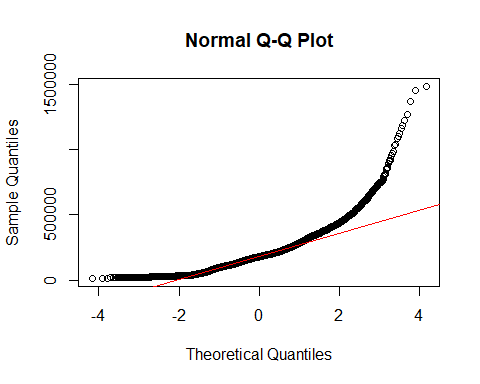 Normal Q-Q Plot
Sample Quantiles
1500000
500000
0
-4 -2 0 2 4
Theoretical Quantiles